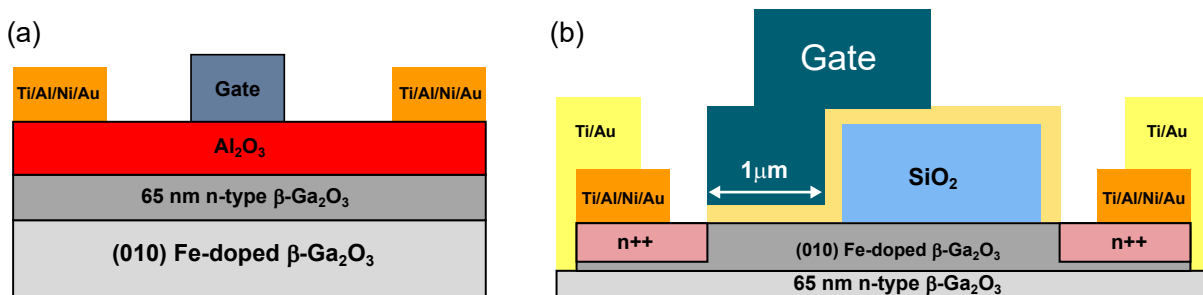 (a)
Ti/Al/Ni/Au
Gate
Ti/Al/Ni/Au
Al₂O₃
65 nm n-type β-Ga₂O₃
(010) Fe-doped β-Ga₂O₃
(b)
Gate
Ti/Au
Ti/Au
1μm
SiO₂
Ti/Al/Ni/Au
Ti/Al/Ni/Au
n++
(010) Fe-doped β-Ga₂O₃
n++
65 nm n-type β-Ga₂O₃